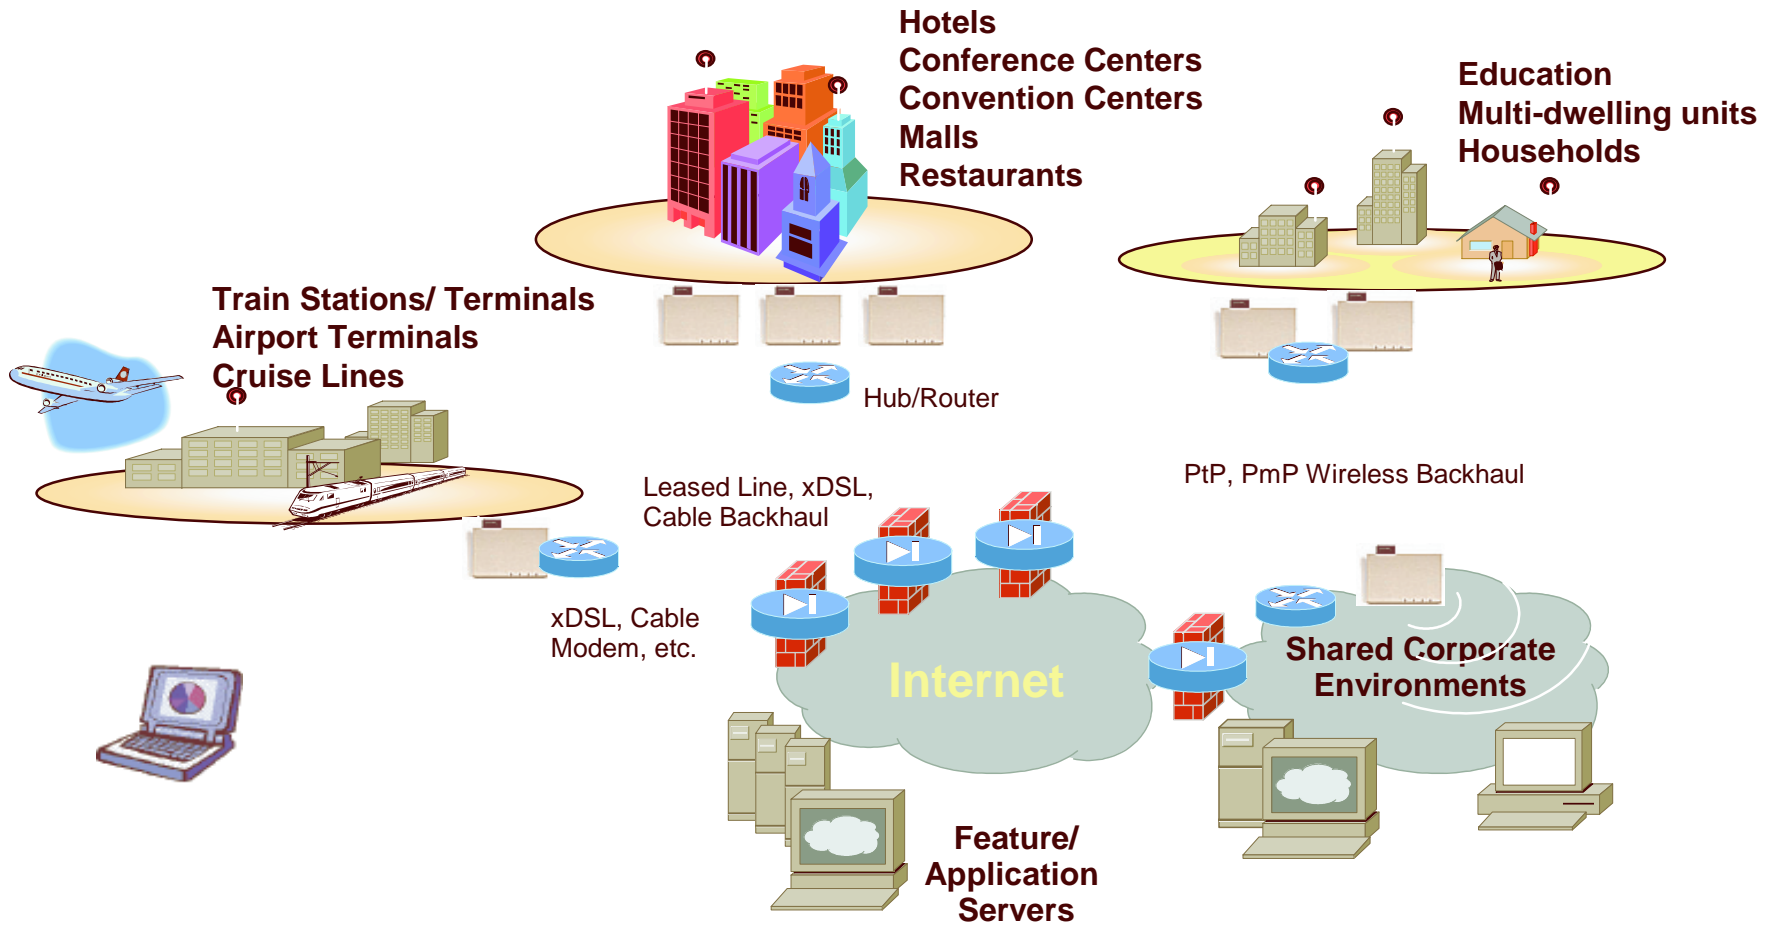 Hotels
Conference Centers
Convention Centers
Malls
Restaurants
Education
Multi-dwelling units
Households
Train Stations/ Terminals
Airport Terminals
Cruise Lines
Hub/Router
Leased Line, xDSL,
Cable Backhaul
PtP, PmP Wireless Backhaul
xDSL, Cable
Modem, etc.
Internet
Shared Corporate
Environments
Feature/
Application
Servers